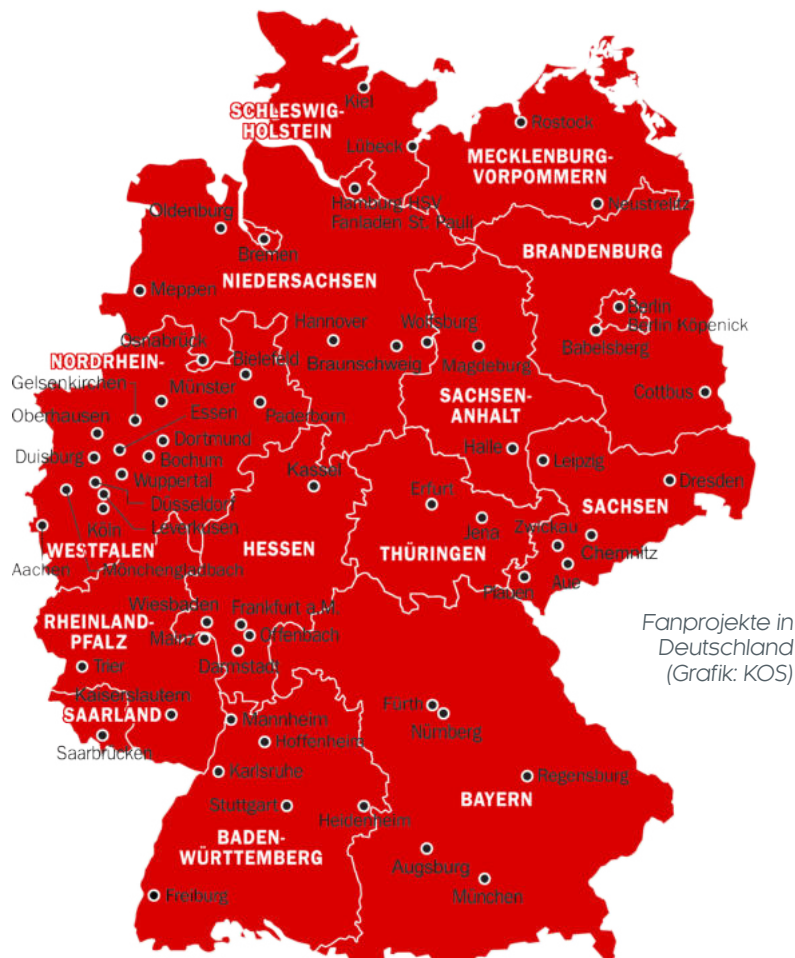 Kiel
SCHLESWIG-
HOLSTEIN
Rostock
Lübeck
MECKLENBURG-
VORPOMMERN
Hamburg HSV
Fanladen St. Pauli
Neustrelitz
Oldenburg
Bremen
BRANDENBURG
NIEDERSACHSEN
Meppen
Berlin
Berlin Köpenick
Babelsberg
Hannover
Wolfsburg
Braunschweig
Magdeburg
Osnabrück
Bielefeld
NORDRHEIN-
Gelsenkirchen
Münster
Essen
Paderborn
SACHSEN-
ANHALT
Cottbus
Oberhausen
Dortmund
Duisburg
Bochum
Wuppertal
Düsseldorf
Köln
Leverkusen
WESTFALEN
Aachen
Mönchengladbach
Kassel
HESSEN
Halle
Leipzig
Dresden
Erfurt
SACHSEN
Jena
THÜRINGEN
Zwickau
Chemnitz
Aue
Plauen
Wiesbaden
Frankfurt a.M.
RHEINLAND-
PFALZ
Mainz
Offenbach
Darmstadt
Trier
Fanprojekte in
Deutschland
(Grafik: KOS)
Kaiserslautern
SAARLAND
Saarbrücken
Mannheim
Hoffenheim
Fürth
Nürnberg
Karlsruhe
Regensburg
Stuttgart
Heidenheim
BAYERN
BADEN-
WÜRTTEMBERG
Augsburg
München
Freiburg